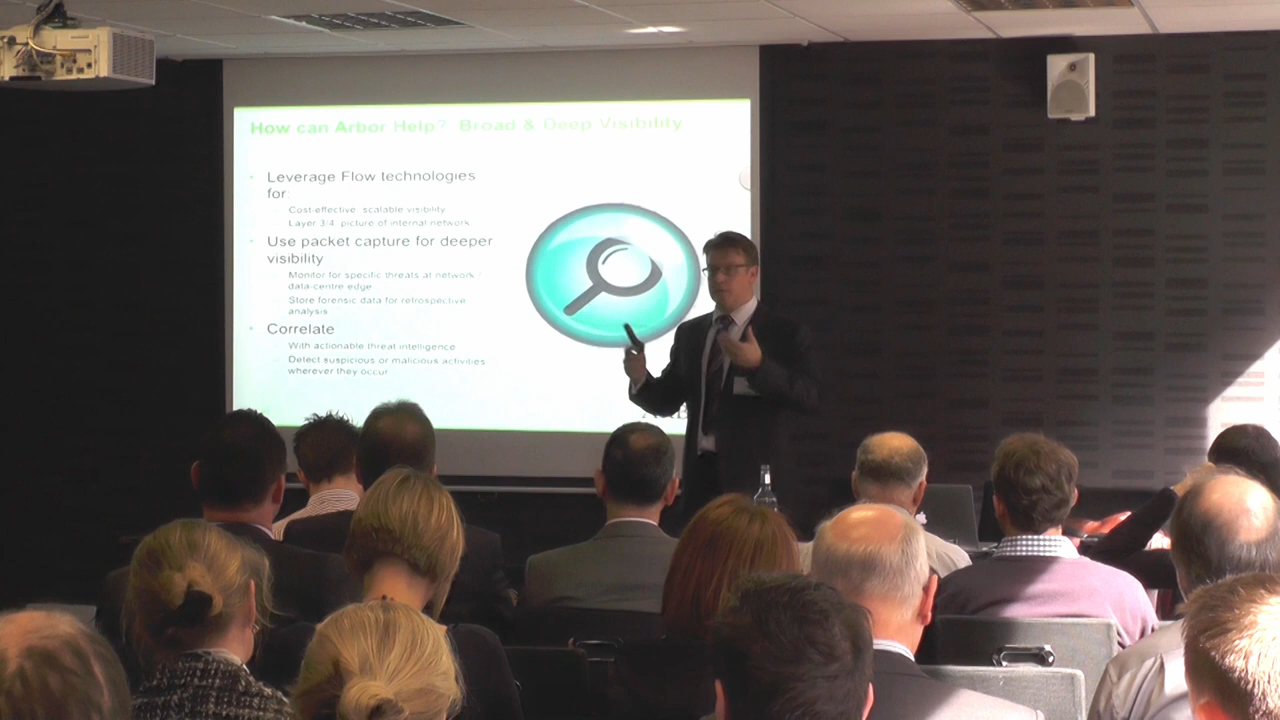 How can Arbor Help? Broad & Deep Visibility
Leverage Flow technologies
for:
Cost-effective scalable visibility
Layer 3/4 picture of internal network
Use packet capture for deeper
visibility
Monitor for specific threats at network /
data-centre edge
Store forensic data for retrospective
analysis
Correlate
With actionable threat intelligence
Detect suspicious or malicious activities
wherever they occur